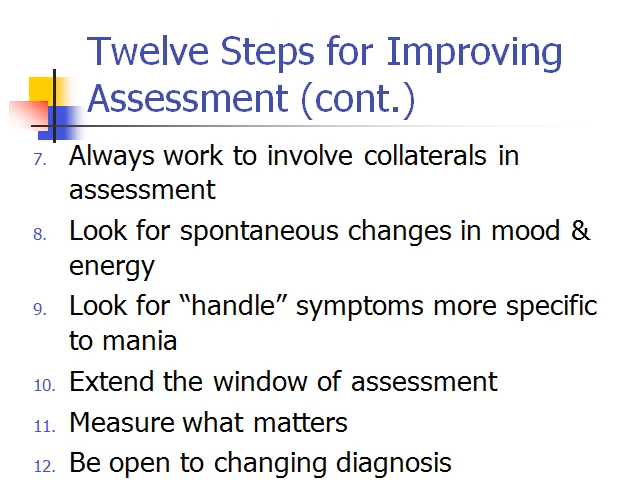 Twelve Steps for Improving
Assessment (cont.)
7. Always work to involve collaterals in
assessment
8. Look for spontaneous changes in mood &
energy
9. Look for “handle” symptoms more specific
to mania
10. Extend the window of assessment
11. Measure what matters
12. Be open to changing diagnosis